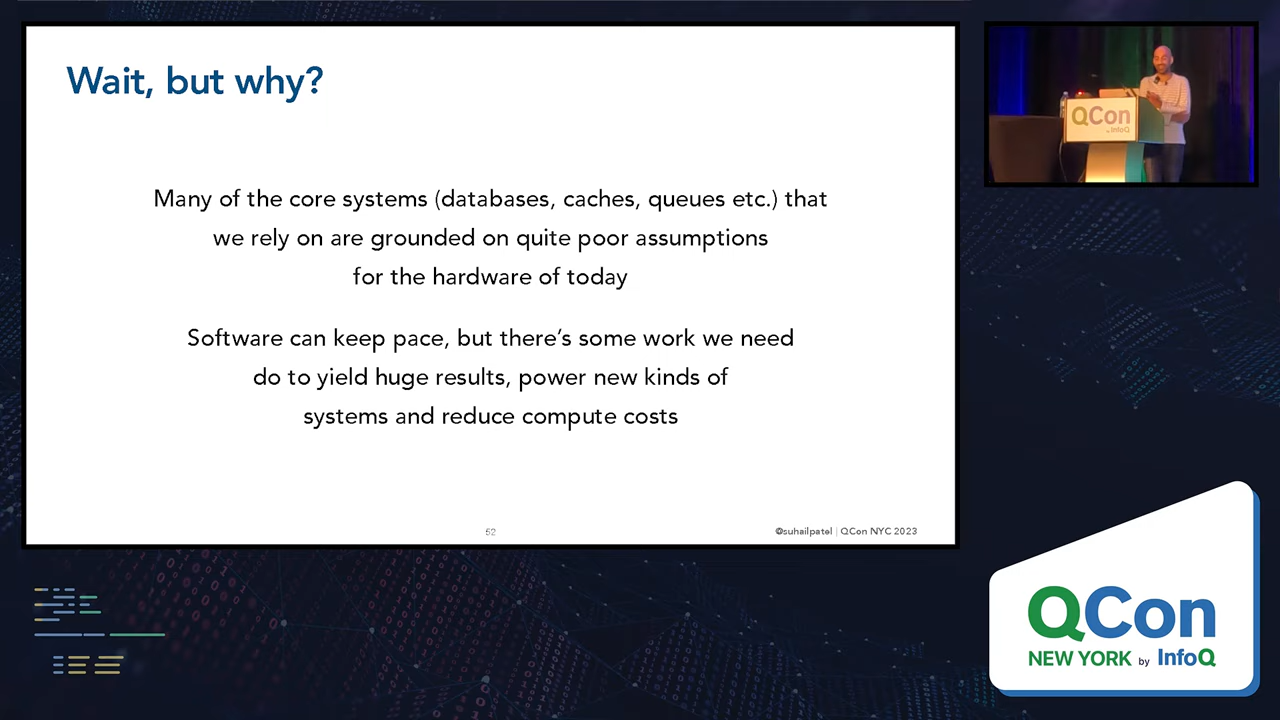 Wait, but why?
Many of the core systems (databases, caches, queues etc.) that
we rely on are grounded on quite poor assumptions
for the hardware of today
Software can keep pace, but there's some work we need
do to yield huge results, power new kinds of
systems and reduce compute costs
52
@suhailpatel | QCon NYC 2023
QCon
by InfoQ
QCon
NEW YORK by InfoQ